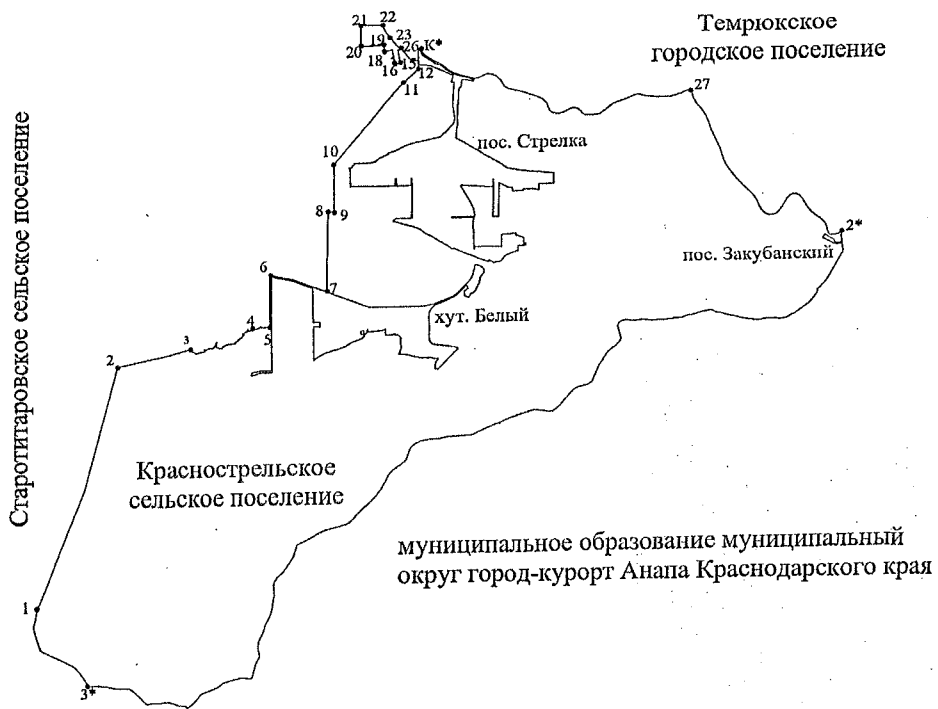 21 22
Темрюкское
городское поселение
23
19
20
26 К*
18
16 15 12
11
27
пос. Стрелка
10
Старотитаровское сельское поселение
8 9
2*
пос. Закубанский
6
7
хут. Белый
4
5
3
2
Краснострельское
сельское поселение
муниципальное образование муниципальный
округ город-курорт Анапа Краснодарского края
1
3*